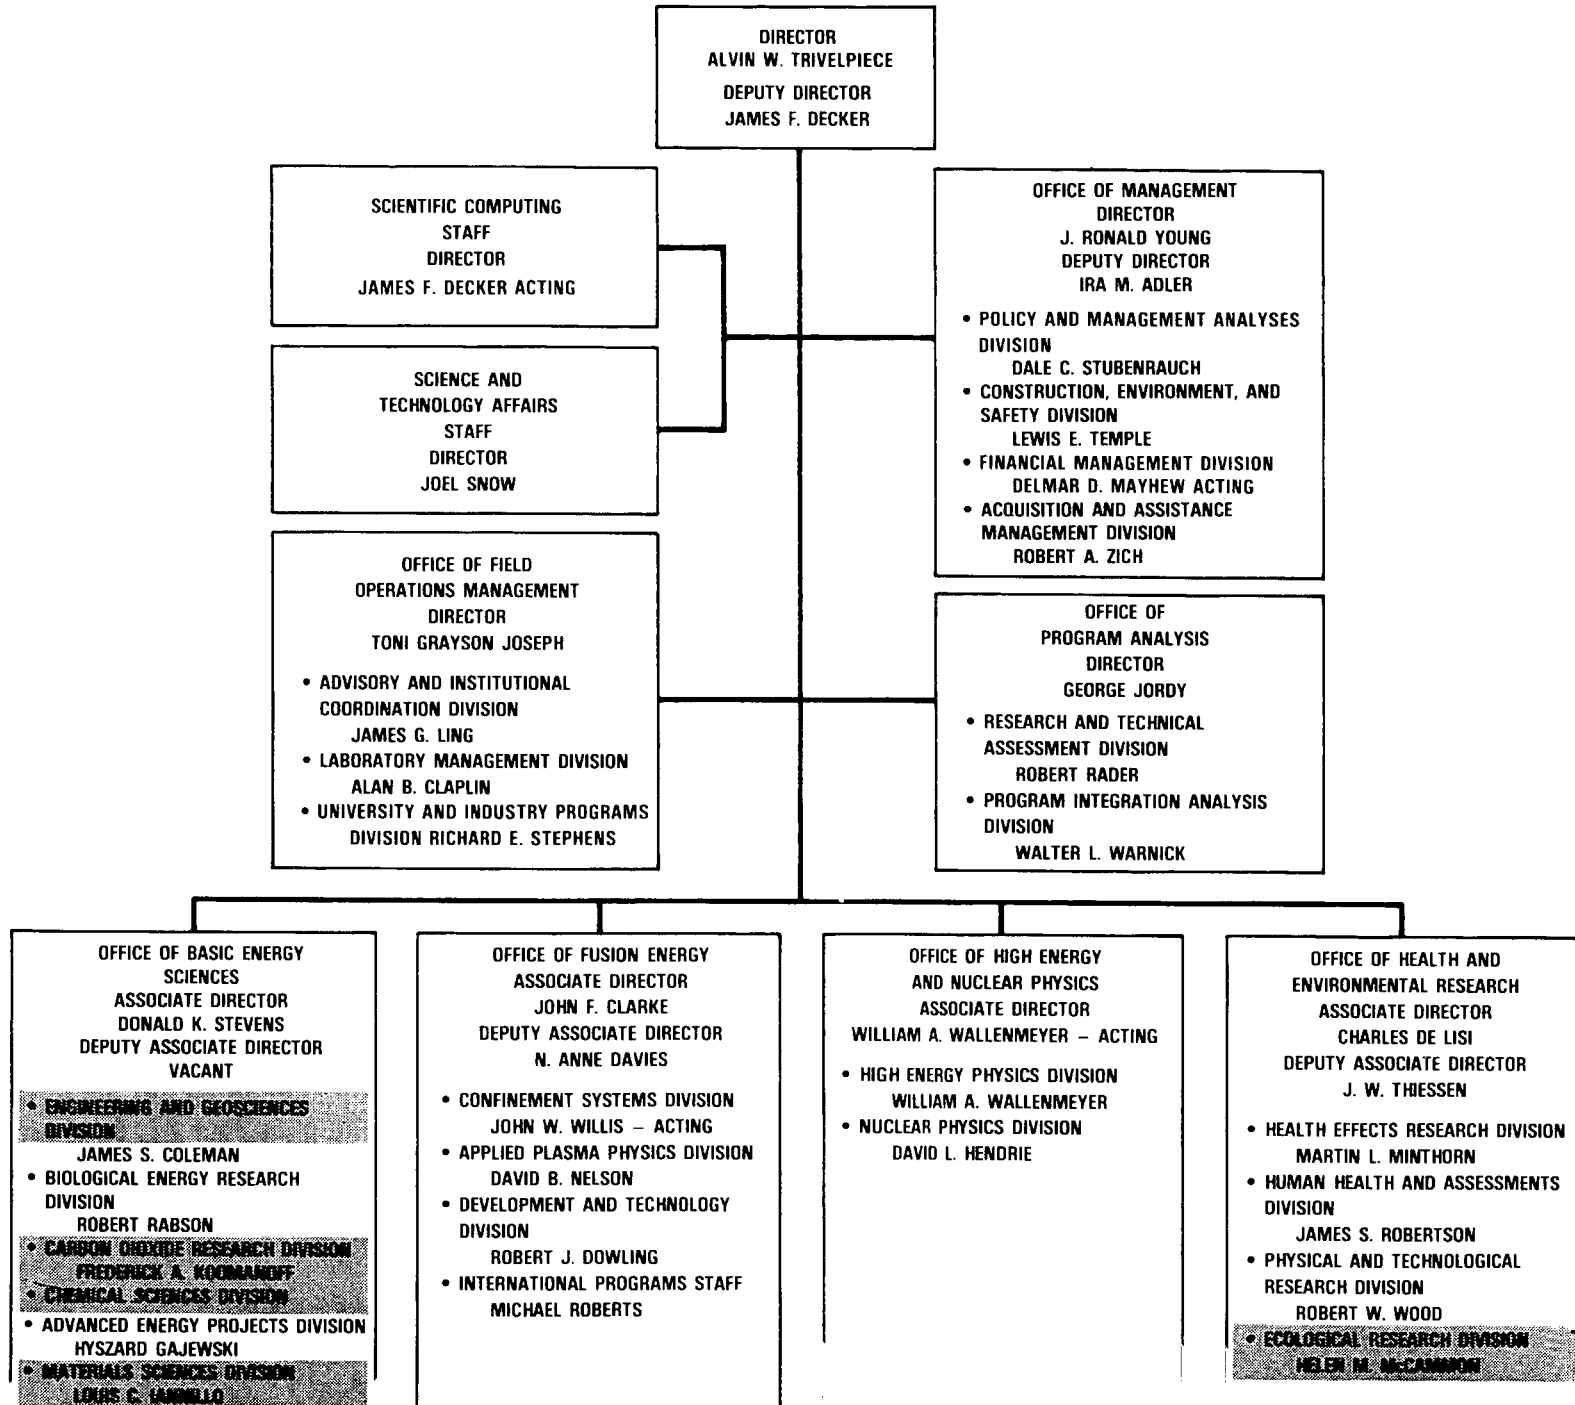 DIRECTOR
ALVIN W. TRIVELPIECE
DEPUTY DIRECTOR
JAMES F. DECKER
SCIENTIFIC COMPUTING
STAFF
DIRECTOR
JAMES F. DECKER ACTING
SCIENCE AND
TECHNOLOGY AFFAIRS
STAFF
DIRECTOR
JOEL SNOW
OFFICE OF MANAGEMENT
DIRECTOR
J. RONALD YOUNG
DEPUTY DIRECTOR
IRA M. ADLER
• POLICY AND MANAGEMENT ANALYSES
DIVISION
DALE C. STUBENRAUCH
• CONSTRUCTION, ENVIRONMENT, AND
SAFETY DIVISION
LEWIS E. TEMPLE
• FINANCIAL MANAGEMENT DIVISION
DELMAR D. MAYHEW ACTING
• ACQUISITION AND ASSISTANCE
MANAGEMENT DIVISION
ROBERT A. ZICH
OFFICE OF FIELD
OPERATIONS MANAGEMENT
DIRECTOR
TONI GRAYSON JOSEPH
• ADVISORY AND INSTITUTIONAL
COORDINATION DIVISION
JAMES G. LING
• LABORATORY MANAGEMENT DIVISION
ALAN B. CLAPLIN
• UNIVERSITY AND INDUSTRY PROGRAMS
DIVISION RICHARD E. STEPHENS
OFFICE OF
PROGRAM ANALYSIS
DIRECTOR
GEORGE JORDY
• RESEARCH AND TECHNICAL
ASSESSMENT DIVISION
ROBERT RADER
• PROGRAM INTEGRATION ANALYSIS
DIVISION
WALTER L. WARNICK
OFFICE OF BASIC ENERGY
SCIENCES
ASSOCIATE DIRECTOR
DONALD K. STEVENS
DEPUTY ASSOCIATE DIRECTOR
VACANT
• ENGINEERING AND GEOSCIENCES
DIVISION
JAMES S. COLEMAN
• BIOLOGICAL ENERGY RESEARCH
DIVISION
ROBERT RABSON
• CARBON DIOXIDE RESEARCH DIVISION
FREDERICK A. KOOMANOFF
• CHEMICAL SCIENCES DIVISION
• ADVANCED ENERGY PROJECTS DIVISION
HYSZARD GAJEWSKI
• MATERIALS SCIENCES DIVISION
LOUIS C. IANNIELLO
OFFICE OF FUSION ENERGY
ASSOCIATE DIRECTOR
JOHN F. CLARKE
DEPUTY ASSOCIATE DIRECTOR
N. ANNE DAVIES
• CONFINEMENT SYSTEMS DIVISION
JOHN W. WILLIS – ACTING
• APPLIED PLASMA PHYSICS DIVISION
DAVID B. NELSON
• DEVELOPMENT AND TECHNOLOGY
DIVISION
ROBERT J. DOWLING
• INTERNATIONAL PROGRAMS STAFF
MICHAEL ROBERTS
OFFICE OF HIGH ENERGY
AND NUCLEAR PHYSICS
ASSOCIATE DIRECTOR
WILLIAM A. WALLENMEYER – ACTING
• HIGH ENERGY PHYSICS DIVISION
WILLIAM A. WALLENMEYER
• NUCLEAR PHYSICS DIVISION
DAVID L. HENDRIE
OFFICE OF HEALTH AND
ENVIRONMENTAL RESEARCH
ASSOCIATE DIRECTOR
CHARLES DE LISI
DEPUTY ASSOCIATE DIRECTOR
J. W. THIESSEN
• HEALTH EFFECTS RESEARCH DIVISION
MARTIN L. MINTHORN
• HUMAN HEALTH AND ASSESSMENTS
DIVISION
JAMES S. ROBERTSON
• PHYSICAL AND TECHNOLOGICAL
RESEARCH DIVISION
ROBERT W. WOOD
• ECOLOGICAL RESEARCH DIVISION
HELEN M. McCAMMON